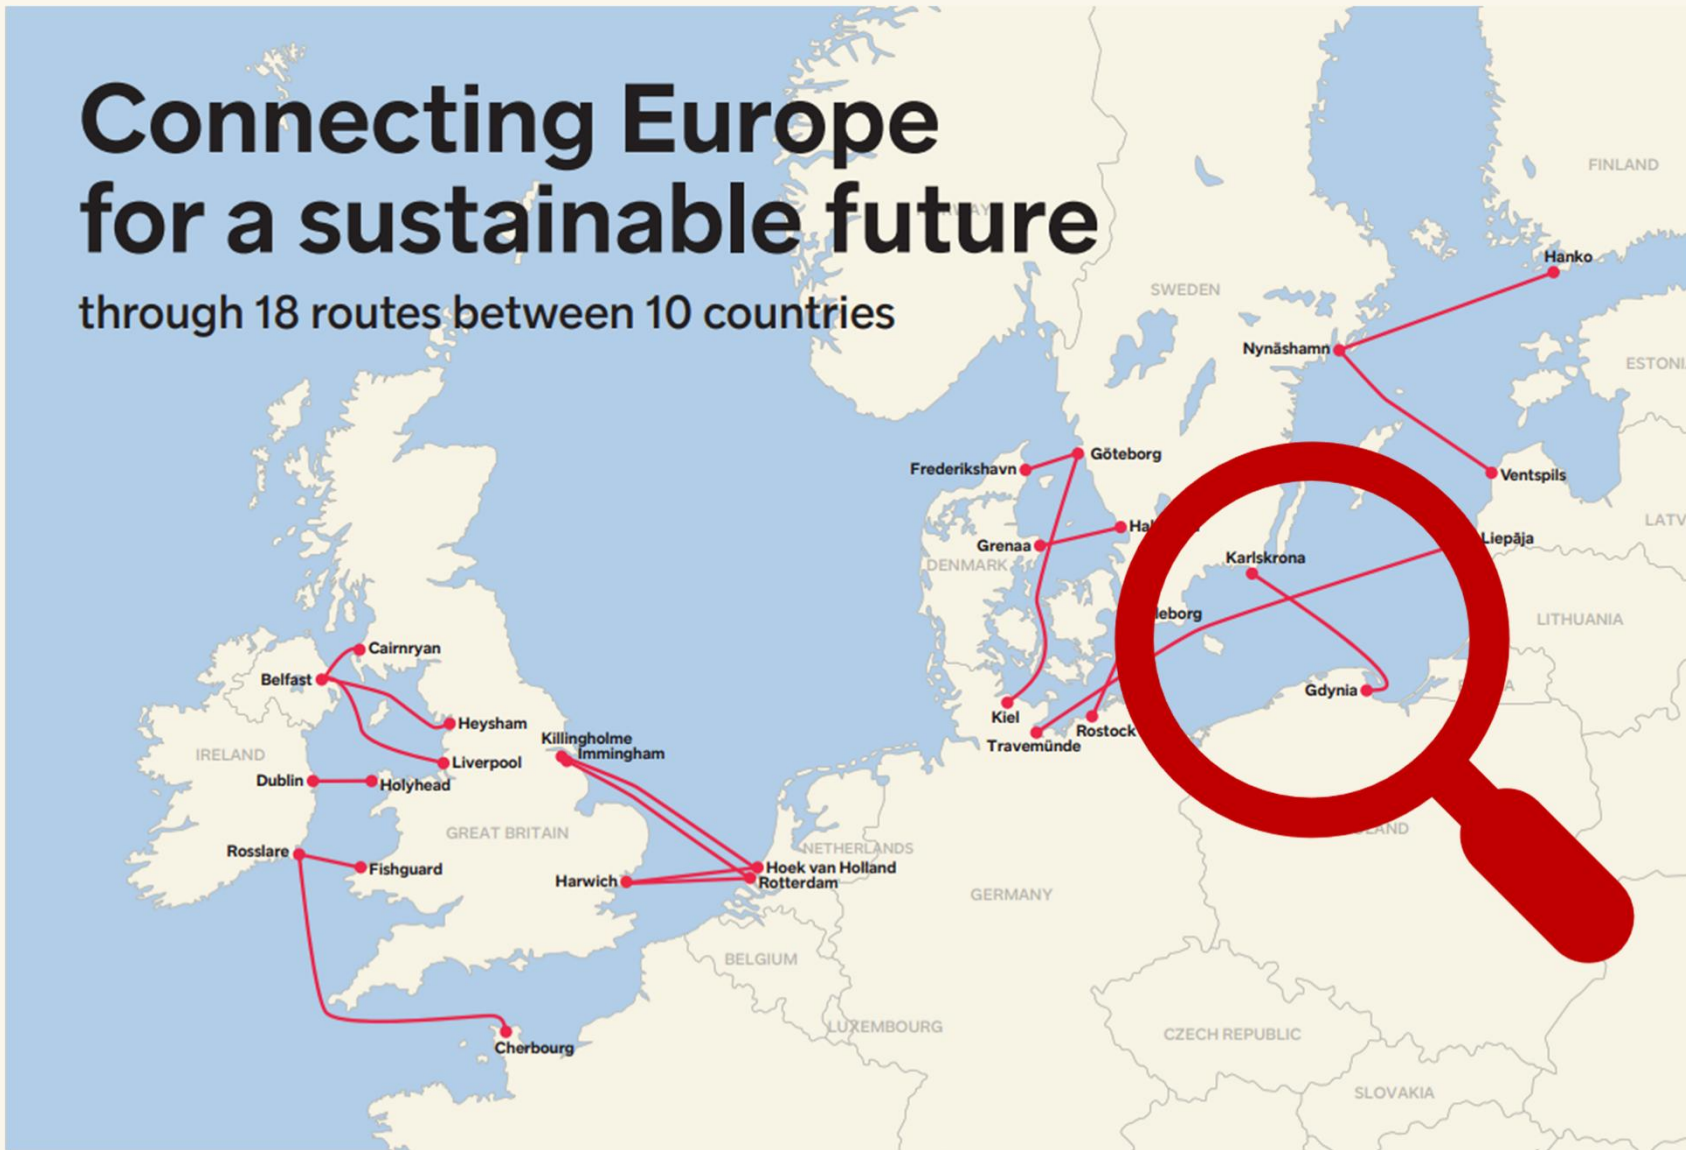 Connecting Europe
for a sustainable future
through 18 routes between 10 countries
FINLAND
Hanko
SWEDEN
Nynäshamn
ESTONI
Göteborg
Frederikshavn
Ventspils
LATV
Grenaa
DENMARK
Liepāja
Karlskrona
LITHUANIA
Cairnryan
Belfast
Gdynia
Kiel
Heysham
Rostock
Travemünde
Killingholme
Immingham
IRELAND
Liverpool
Dublin
Holyhead
GREAT BRITAIN
NETHERLANDS
Rosslare
Fishguard
Hoek van Holland
Harwich
Rotterdam
GERMANY
BELGIUM
LUXEMBOURG
CZECH REPUBLIC
Cherbourg
SLOVAKIA